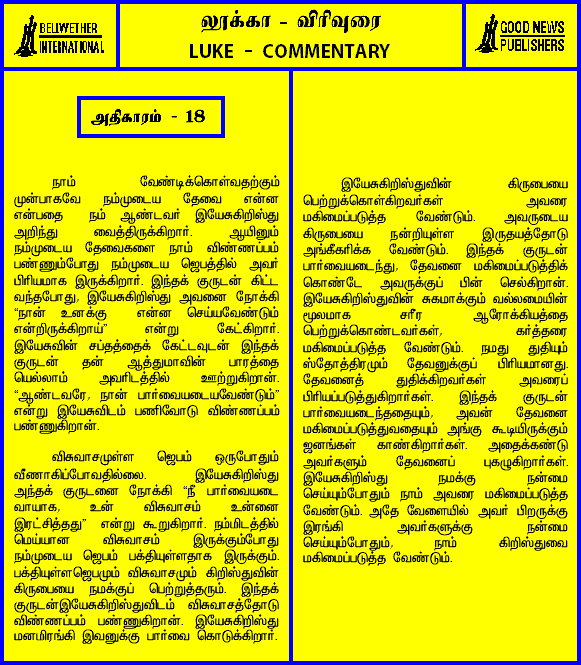 BELLWETHER
INTERNATIONAL
லூக்கா - விரிவுரை
LUKE - COMMENTARY
GOOD NEWS
PUBLISHERS
அதிகாரம் - 18
நாம் வேண்டிக்கொள்வதற்கும்
முன்பாகவே நம்முடைய தேவை என்ன
என்பதை நம் ஆண்டவர் இயேசுகிறிஸ்து
அறிந்து வைத்திருக்கிறார். ஆயினும்
நம்முடைய தேவைகளை நாம் விண்ணப்பம்
பண்ணும்போது நம்முடைய ஜெபத்தில் அவர்
பிரியமாக இருக்கிறார். இந்தக் குருடன் கிட்ட
வந்தபோது, இயேசுகிறிஸ்து அவனை நோக்கி
“நான் உனக்கு என்ன செய்யவேண்டும்
என்றிருக்கிறாய்” என்று கேட்கிறார்.
இயேசுவின் சப்தத்தைக் கேட்டவுடன் இந்தக்
குருடன் தன் ஆத்துமாவின் பாரத்தை
யெல்லாம் அவரிடத்தில் ஊற்றுகிறான்.
“ஆண்டவரே, நான் பார்வையடையவேண்டும்”
என்று இயேசுவிடம் பணிவோடு விண்ணப்பம்
பண்ணுகிறான்.
விசுவாசமுள்ள ஜெபம் ஒருபோதும்
வீணாகிப்போவதில்லை. இயேசுகிறிஸ்து
அந்தக் குருடனை நோக்கி “நீ பார்வையடை
வாயாக, உன் விசுவாசம் உன்னை
இரட்சித்தது” என்று கூறுகிறார். நம்மிடத்தில்
மெய்யான விசுவாசம் இருக்கும்போது
நம்முடைய ஜெபம் பக்தியுள்ளதாக இருக்கும்.
பக்தியுள்ளஜெபமும் விசுவாசமும் கிறிஸ்துவின்
கிருபையை நமக்குப் பெற்றுத்தரும். இந்தக்
குருடன்இயேசுகிறிஸ்துவிடம் விசுவாசத்தோடு
விண்ணப்பம் பண்ணுகிறான். இயேசுகிறிஸ்து
மனமிரங்கி இவனுக்கு பார்வை கொடுக்கிறார்.
இயேசுகிறிஸ்துவின் கிருபையை
பெற்றுக்கொள்கிறவர்கள் அவரை
மகிமைப்படுத்த வேண்டும். அவருடைய
கிருபையை நன்றியுள்ள இருதயத்தோடு
அங்கீகரிக்க வேண்டும். இந்தக் குருடன்
பார்வையடைந்து, தேவனை மகிமைப்படுத்திக்
கொண்டே அவருக்குப் பின் செல்கிறான்.
இயேசுகிறிஸ்துவின் சுகமாக்கும் வல்லமையின்
மூலமாக சரீர ஆரோக்கியத்தை
பெற்றுக்கொண்டவர்கள், கர்த்தரை
மகிமைப்படுத்த வேண்டும். நமது துதியும்
ஸ்தோத்திரமும் தேவனுக்குப் பிரியமானது.
தேவனைத் துதிக்கிறவர்கள் அவரைப்
பிரியப்படுத்துகிறார்கள். இந்தக் குருடன்
பார்வையடைந்ததையும், அவன் தேவனை
மகிமைப்படுத்துவதையும் அங்கு கூடியிருக்கும்
ஜனங்கள் காண்கிறார்கள். அதைக்கண்டு
அவர்களும் தேவனைப் புகழுகிறார்கள்.
இயேசுகிறிஸ்து நமக்கு நன்மை
செய்யும்போதும் நாம் அவரை மகிமைப்படுத்த
வேண்டும். அதே வேளையில் அவர் பிறருக்கு
இரங்கி அவர்களுக்கு நன்மை
செய்யும்போதும், நாம் கிறிஸ்துவை
மகிமைப்படுத்த வேண்டும்.